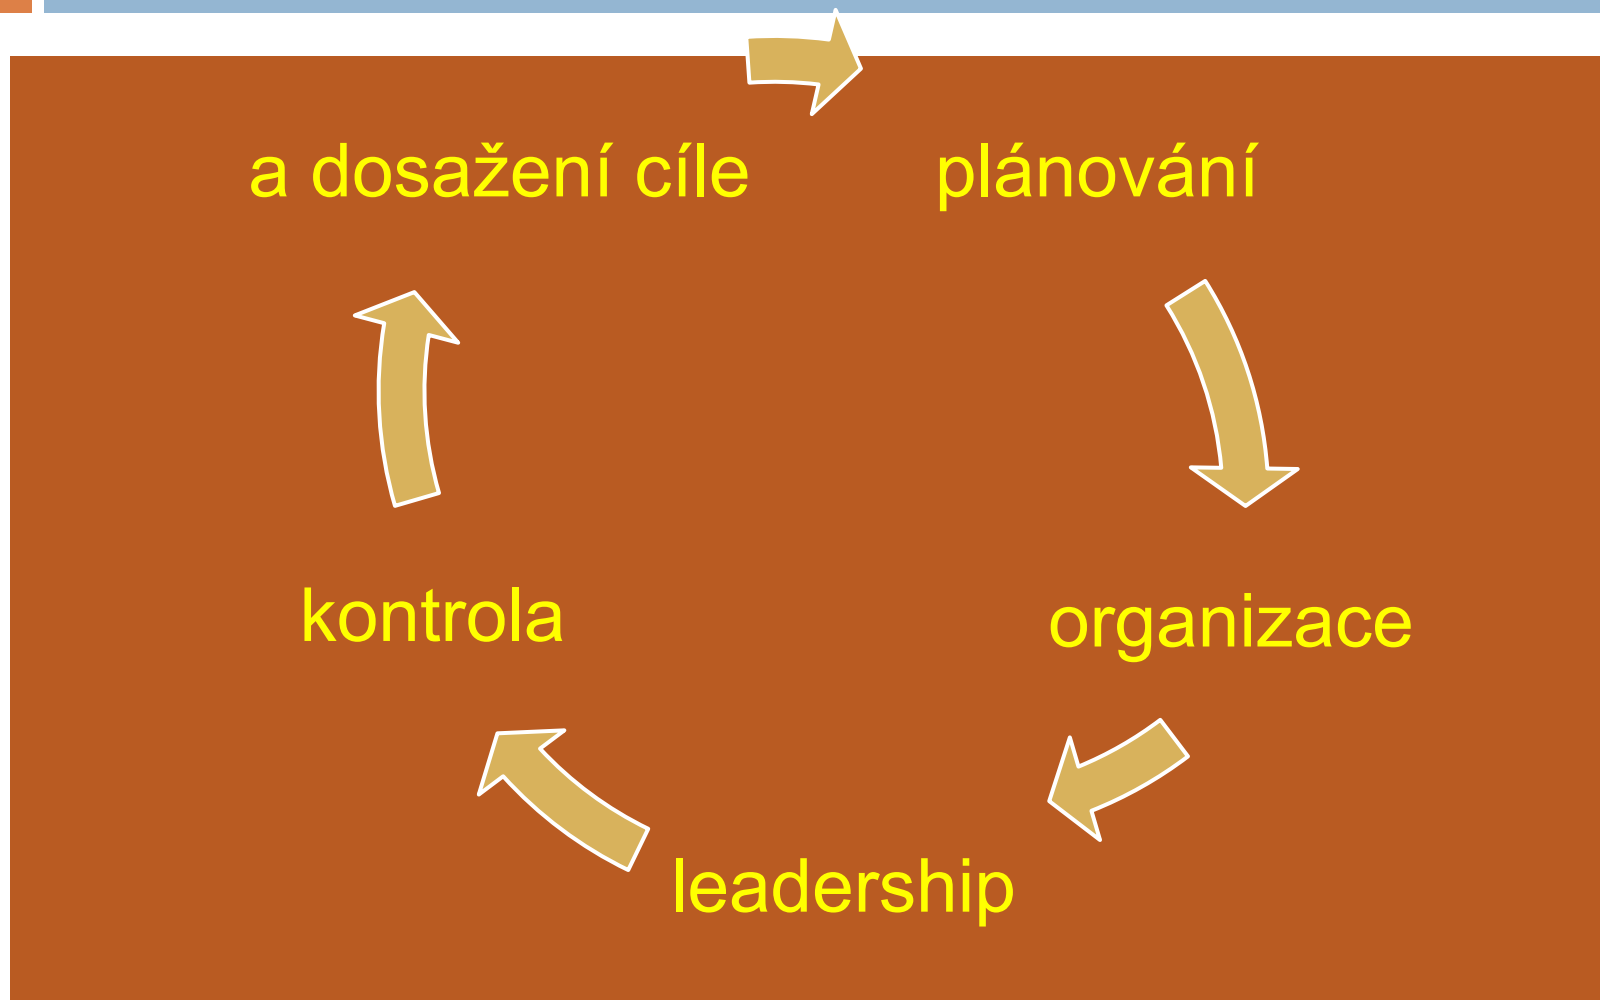 a dosažení cíle
plánování
kontrola
organizace
leadership